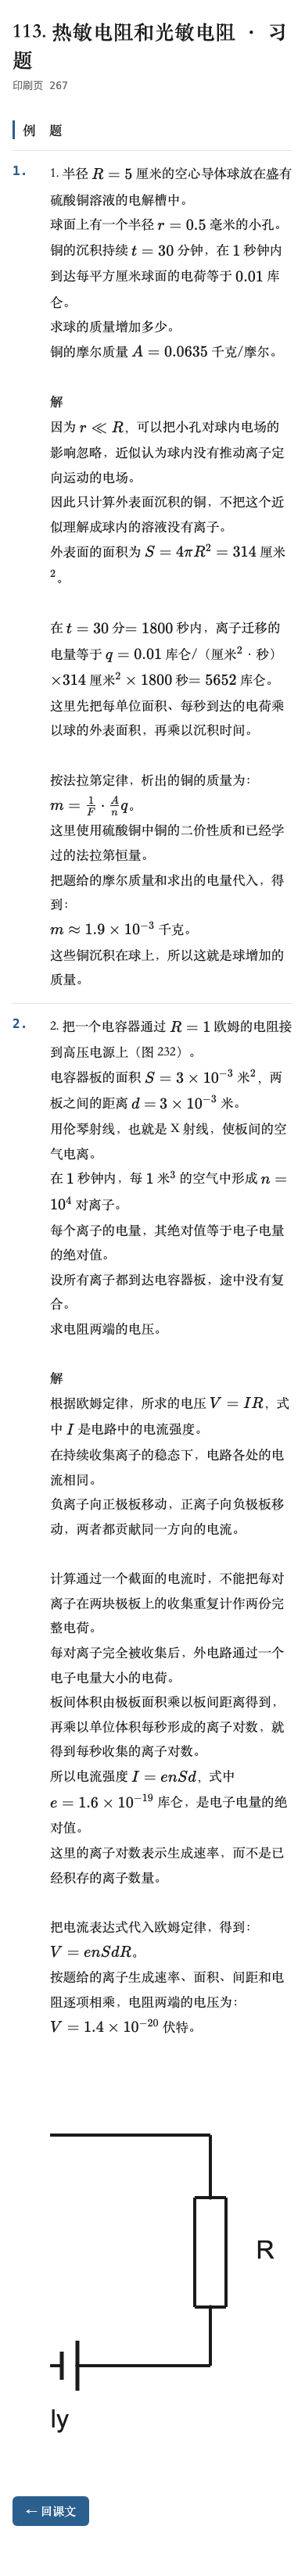 113. 热敏电阻和光敏电阻 · 习
题
印刷页 267
例 题
1. 1. 半径 R = 5 厘米的空心导体球放在盛有
硫酸铜溶液的电解槽中。
球面上有一个半径 r = 0.5 毫米的小孔。
铜的沉积持续 t = 30 分钟，在 1 秒钟内
到达每平方厘米球面的电荷等于 0.01 库
仑。
求球的质量增加多少。
铜的摩尔质量 A = 0.0635 千克/摩尔。
解
因为 r ≪ R，可以把小孔对球内电场的
影响忽略，近似认为球内没有推动离子定
向运动的电场。
因此只计算外表面沉积的铜，不把这个近
似理解成球内的溶液没有离子。
外表面的面积为 S = 4πR² = 314 厘米
²。
在 t = 30 分= 1800 秒内，离子迁移的
电量等于 q = 0.01 库仑/（厘米² · 秒）
×314 厘米² × 1800 秒= 5652 库仑。
这里先把每单位面积、每秒到达的电荷乘
以球的外表面积，再乘以沉积时间。
按法拉第定律，析出的铜的质量为：
m = 1/F · A/n q。
这里使用硫酸铜中铜的二价性质和已经学
过的法拉第恒量。
把题给的摩尔质量和求出的电量代入，得
到：
m ≈ 1.9 × 10⁻³ 千克。
这些铜沉积在球上，所以这就是球增加的
质量。
2. 2. 把一个电容器通过 R = 1 欧姆的电阻接
到高压电源上（图 232）。
电容器板的面积 S = 3 × 10⁻³ 米²，两
板之间的距离 d = 3 × 10⁻³ 米。
用伦琴射线，也就是 X 射线，使板间的空
气电离。
在 1 秒钟内，每 1 米³ 的空气中形成 n =
10⁴ 对离子。
每个离子的电量，其绝对值等于电子电量
的绝对值。
设所有离子都到达电容器板，途中没有复
合。
求电阻两端的电压。
解
根据欧姆定律，所求的电压 V = IR，式
中 I 是电路中的电流强度。
在持续收集离子的稳态下，电路各处的电
流相同。
负离子向正极板移动，正离子向负极板移
动，两者都贡献同一方向的电流。
计算通过一个截面的电流时，不能把每对
离子在两块极板上的收集重复计作两份完
整电荷。
每对离子完全被收集后，外电路通过一个
电子电量大小的电荷。
板间体积由极板面积乘以板间距离得到，
再乘以单位体积每秒形成的离子对数，就
得到每秒收集的离子对数。
所以电流强度 I = enSd，式中
e = 1.6 × 10⁻¹⁹ 库仑，是电子电量的绝
对值。
这里的离子对数表示生成速率，而不是已
经积存的离子数量。
把电流表达式代入欧姆定律，得到：
V = enSdR。
按题给的离子生成速率、面积、间距和电
阻逐项相乘，电阻两端的电压为：
V = 1.4 × 10⁻²⁰ 伏特。
R
ly
← 回课文